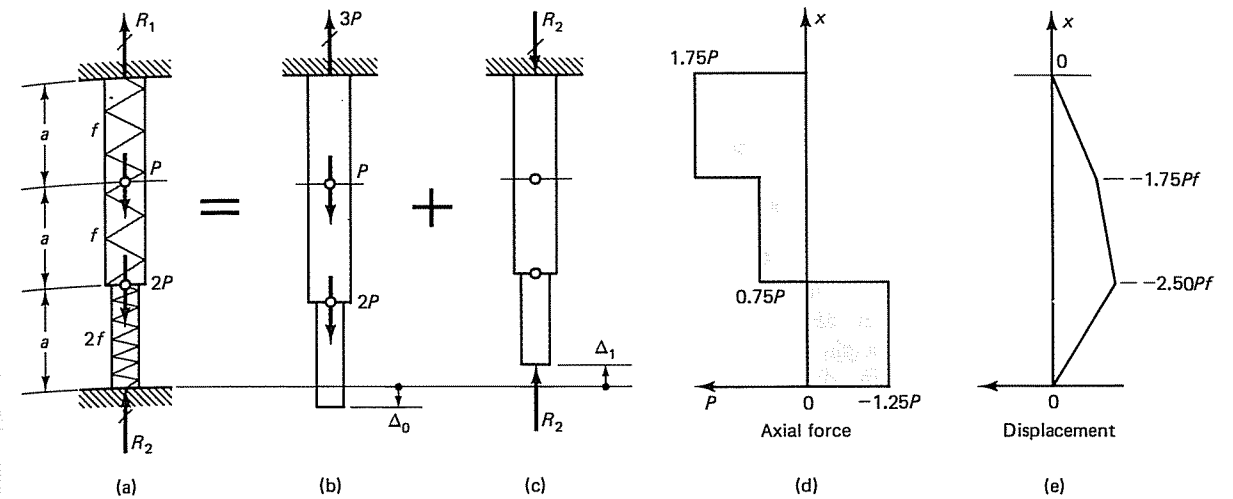 R1
a
f
P
a
f
2P
a
2f
R2
(a)
=
3P
P
2P
Δ0
(b)
+
R2
Δ1
R2
(c)
x
1.75P
0.75P
P
0
−1.25P
Axial force
(d)
x
0
−1.75Pf
−2.50Pf
0
Displacement
(e)